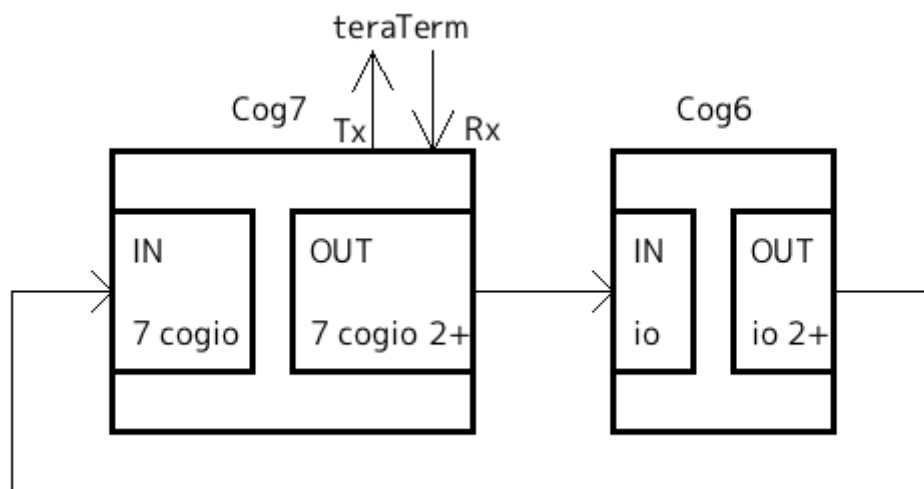 teraTerm
Cog7
Tx
Rx
Cog6
IN
7 cogio
OUT
7 cogio 2+
IN
io
OUT
io 2+